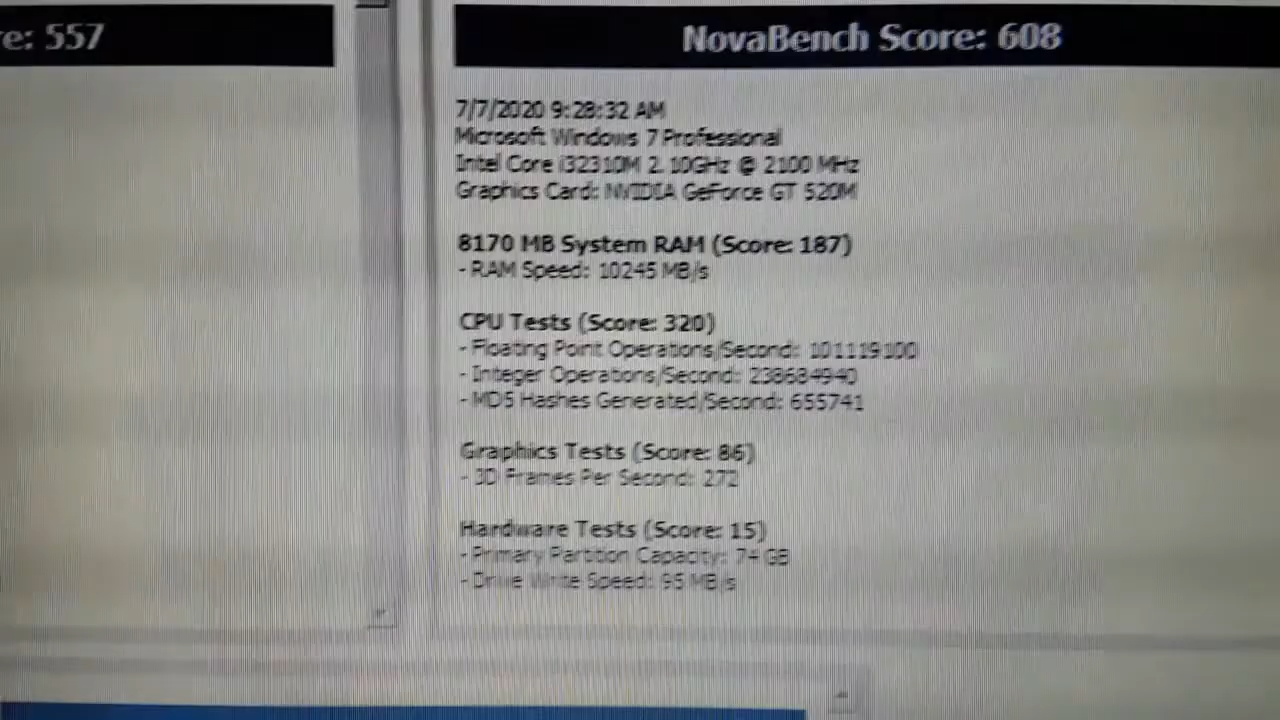 re: 557
NovaBench Score: 608
7/7/2020 9:28:32 AM
Microsoft Windows 7 Professional
Intel Core i32310M 2.10GHz @ 2100 MHz
Graphics Card: NVIDIA GeForce GT 520M
8170 MB System RAM (Score: 187)
- RAM Speed: 10245 MB/s
CPU Tests (Score: 320)
- Floating Point Operations/Second: 101119100
- Integer Operations/Second: 238684940
- MD5 Hashes Generated/Second: 655741
Graphics Tests (Score: 86)
- 3D Frames Per Second: 272
Hardware Tests (Score: 15)
- Primary Partition Capacity: 74 GB
- Drive Write Speed: 95 MB/s